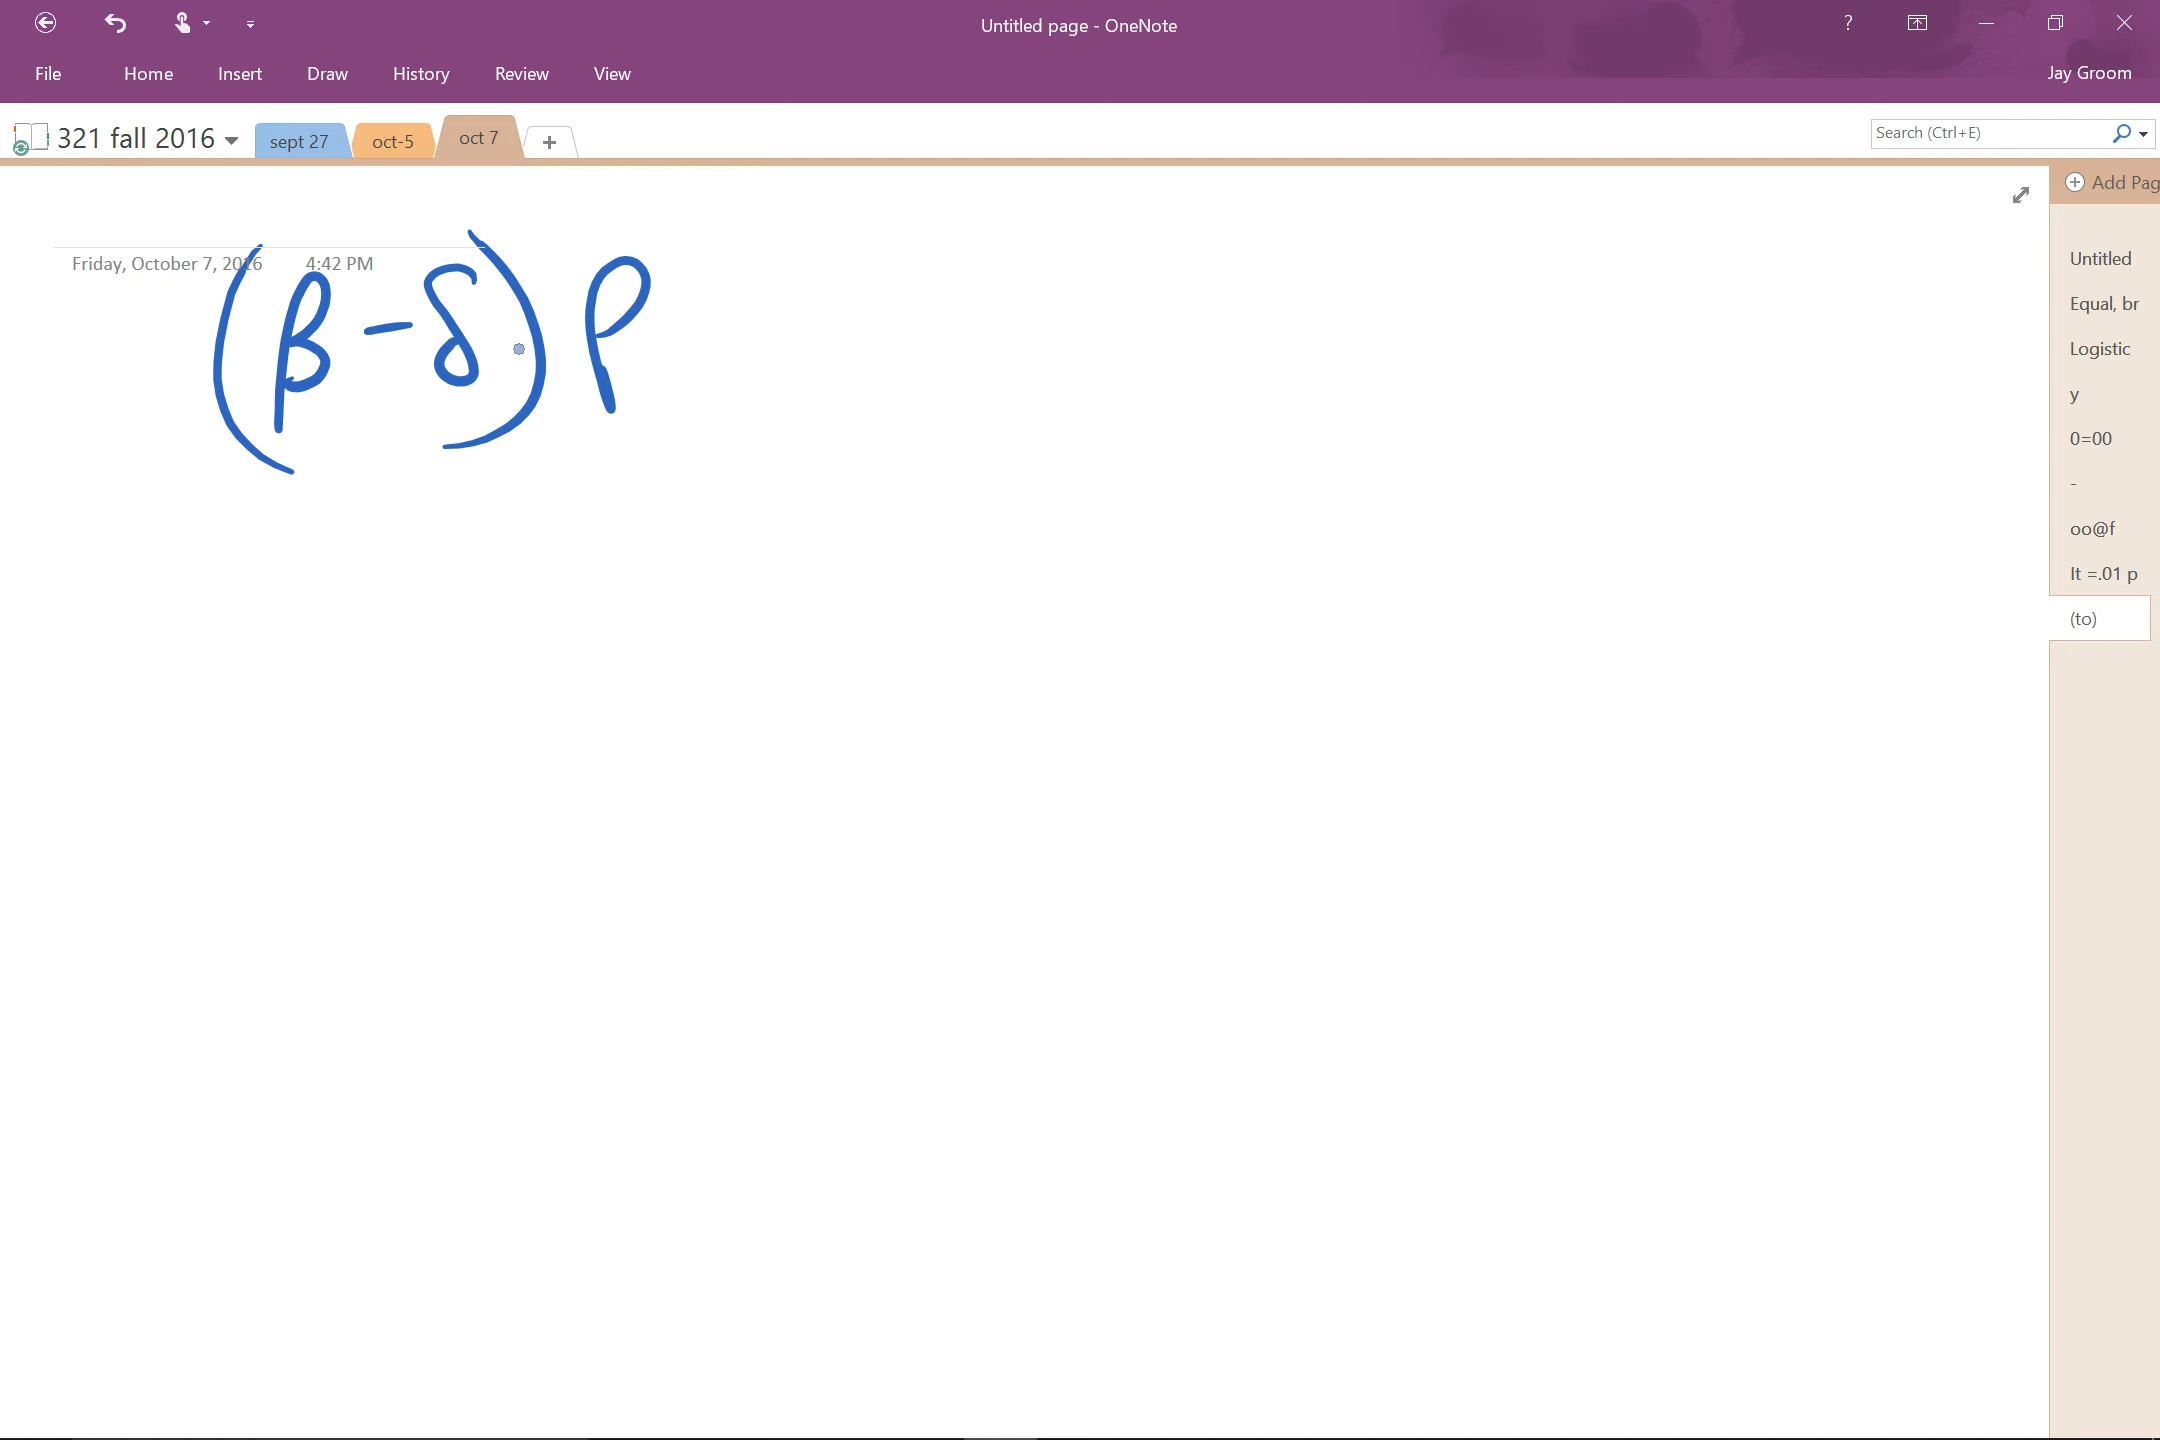 Untitled page - OneNote
?
File Home Insert Draw History Review View
Jay Groom
321 fall 2016 sept 27 oct-5 oct 7 +
Search (Ctrl+E)
Add Pag
Friday, October 7, 2016 4:42 PM
(β-δ)P
Untitled
Equal, br
Logistic
y
0=00
-
oo@f
It =.01 p
(to)